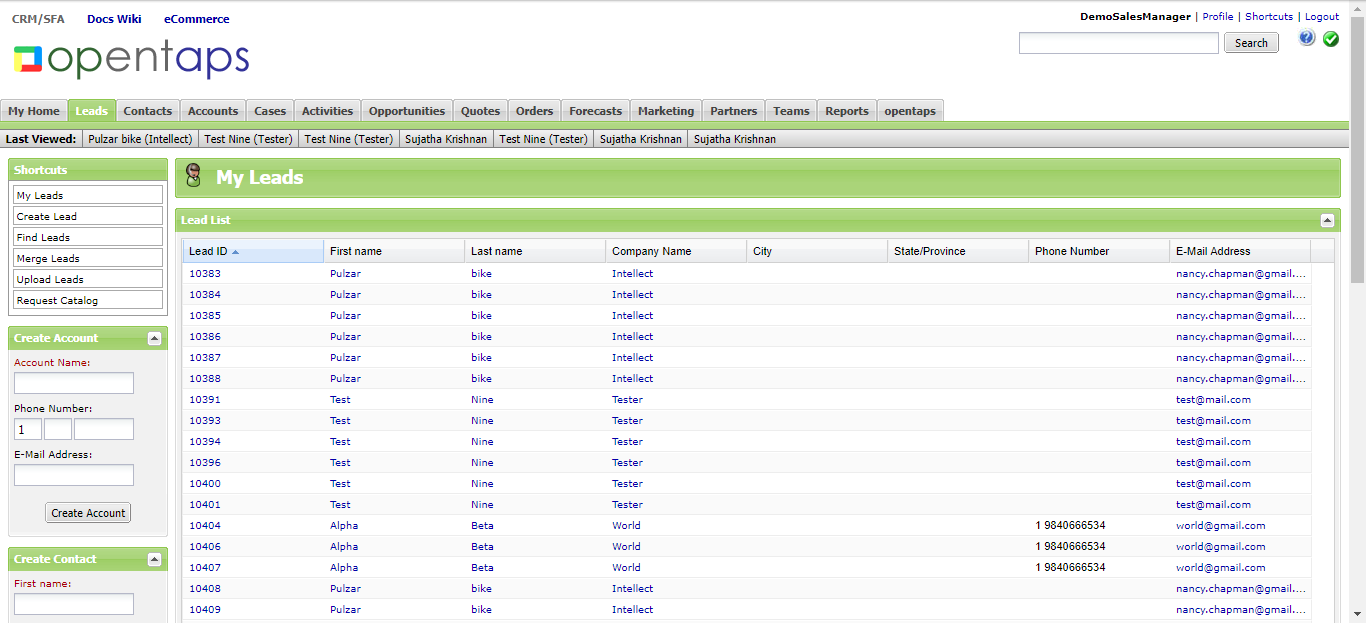 CRM/SFA Docs Wiki eCommerce
DemoSalesManager | Profile | Shortcuts | Logout
opentaps
Search
My Home Leads Contacts Accounts Cases Activities Opportunities Quotes Orders Forecasts Marketing Partners Teams Reports opentaps
Last Viewed: Pulzar bike (Intellect) Test Nine (Tester) Test Nine (Tester) Sujatha Krishnan Test Nine (Tester) Sujatha Krishnan Sujatha Krishnan
Shortcuts
My Leads
Create Lead
Find Leads
Merge Leads
Upload Leads
Request Catalog
Create Account
Account Name:
Phone Number:
1
E-Mail Address:
Create Account
Create Contact
First name:
My Leads
Lead List
Lead ID First name Last name Company Name City State/Province Phone Number E-Mail Address
10383 Pulzar bike Intellect nancy.chapman@gmail....
10384 Pulzar bike Intellect nancy.chapman@gmail....
10385 Pulzar bike Intellect nancy.chapman@gmail....
10386 Pulzar bike Intellect nancy.chapman@gmail....
10387 Pulzar bike Intellect nancy.chapman@gmail....
10388 Pulzar bike Intellect nancy.chapman@gmail....
10391 Test Nine Tester test@mail.com
10393 Test Nine Tester test@mail.com
10394 Test Nine Tester test@mail.com
10396 Test Nine Tester test@mail.com
10400 Test Nine Tester test@mail.com
10401 Test Nine Tester test@mail.com
10404 Alpha Beta World 1 9840666534 world@gmail.com
10406 Alpha Beta World 1 9840666534 world@gmail.com
10407 Alpha Beta World 1 9840666534 world@gmail.com
10408 Pulzar bike Intellect nancy.chapman@gmail....
10409 Pulzar bike Intellect nancy.chapman@gmail....